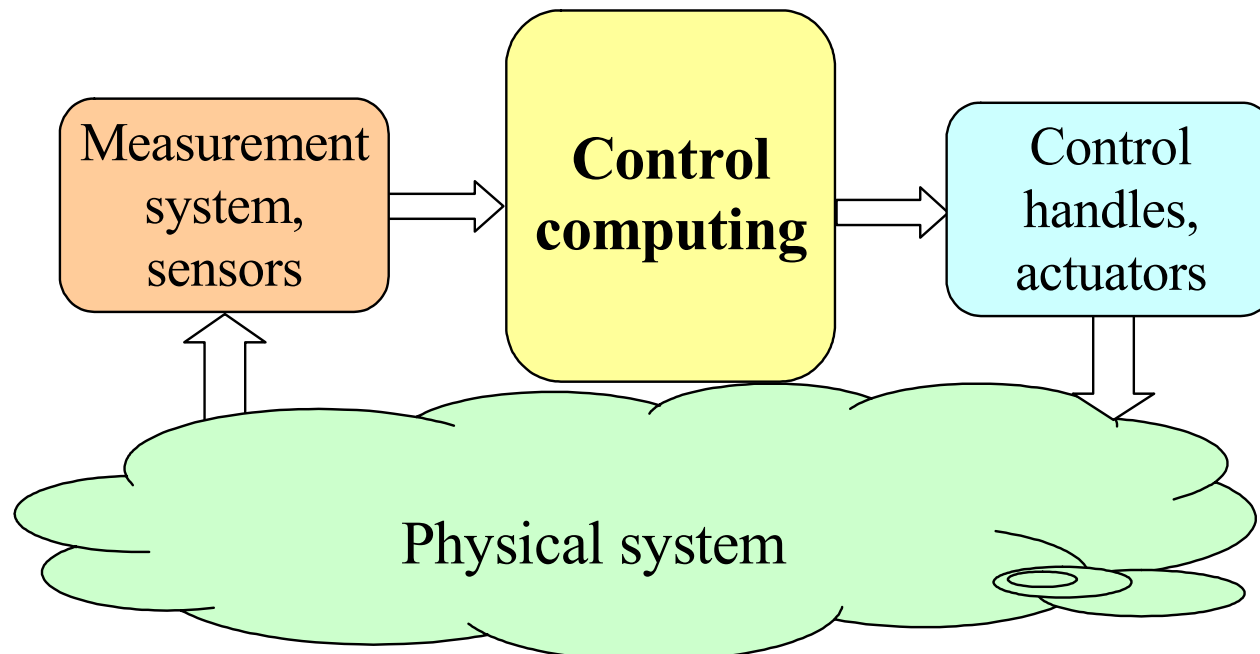 Measurement
system,
sensors
Control
computing
Control
handles,
actuators
Physical system